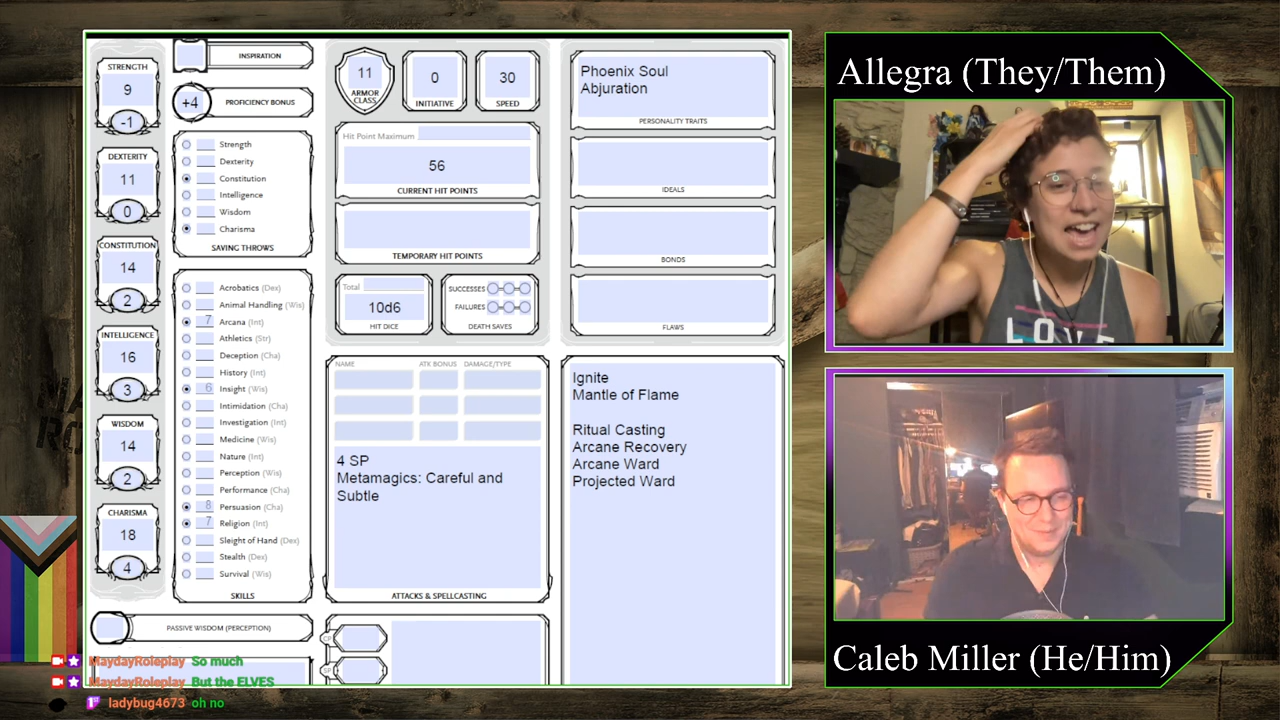 STRENGTH
9
-1
DEXTERITY
11
0
CONSTITUTION
14
2
INTELLIGENCE
16
3
WISDOM
14
2
CHARISMA
18
4
INSPIRATION
+4
PROFICIENCY BONUS
Strength
Dexterity
Constitution
Intelligence
Wisdom
Charisma
SAVING THROWS
Acrobatics (Dex)
Animal Handling (Wis)
7 Arcana (Int)
Athletics (Str)
Deception (Cha)
History (Int)
6 Insight (Wis)
Intimidation (Cha)
Investigation (Int)
Medicine (Wis)
Nature (Int)
Perception (Wis)
Performance (Cha)
8 Persuasion (Cha)
7 Religion (Int)
Sleight of Hand (Dex)
Stealth (Dex)
Survival (Wis)
SKILLS
PASSIVE WISDOM (PERCEPTION)
11
ARMOR
CLASS
0
INITIATIVE
30
SPEED
Hit Point Maximum
56
CURRENT HIT POINTS
TEMPORARY HIT POINTS
Total
10d6
HIT DICE
SUCCESSES
FAILURES
DEATH SAVES
NAME ATK BONUS DAMAGE/TYPE
4 SP
Metamagics: Careful and
Subtle
ATTACKS & SPELLCASTING
CP
Phoenix Soul
Abjuration
PERSONALITY TRAITS
IDEALS
BONDS
FLAWS
Ignite
Mantle of Flame
Ritual Casting
Arcane Recovery
Arcane Ward
Projected Ward
Allegra (They/Them)
LOVE
Caleb Miller (He/Him)
MaydayRoleplay So much
MaydayRoleplay But the ELVES
ladybug4673 oh no